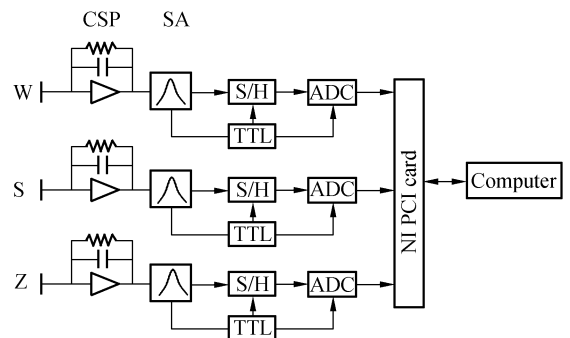 CSP SA
W S/H ADC
TTL
S S/H ADC
TTL
Z S/H ADC
TTL
NI PCI card
Computer